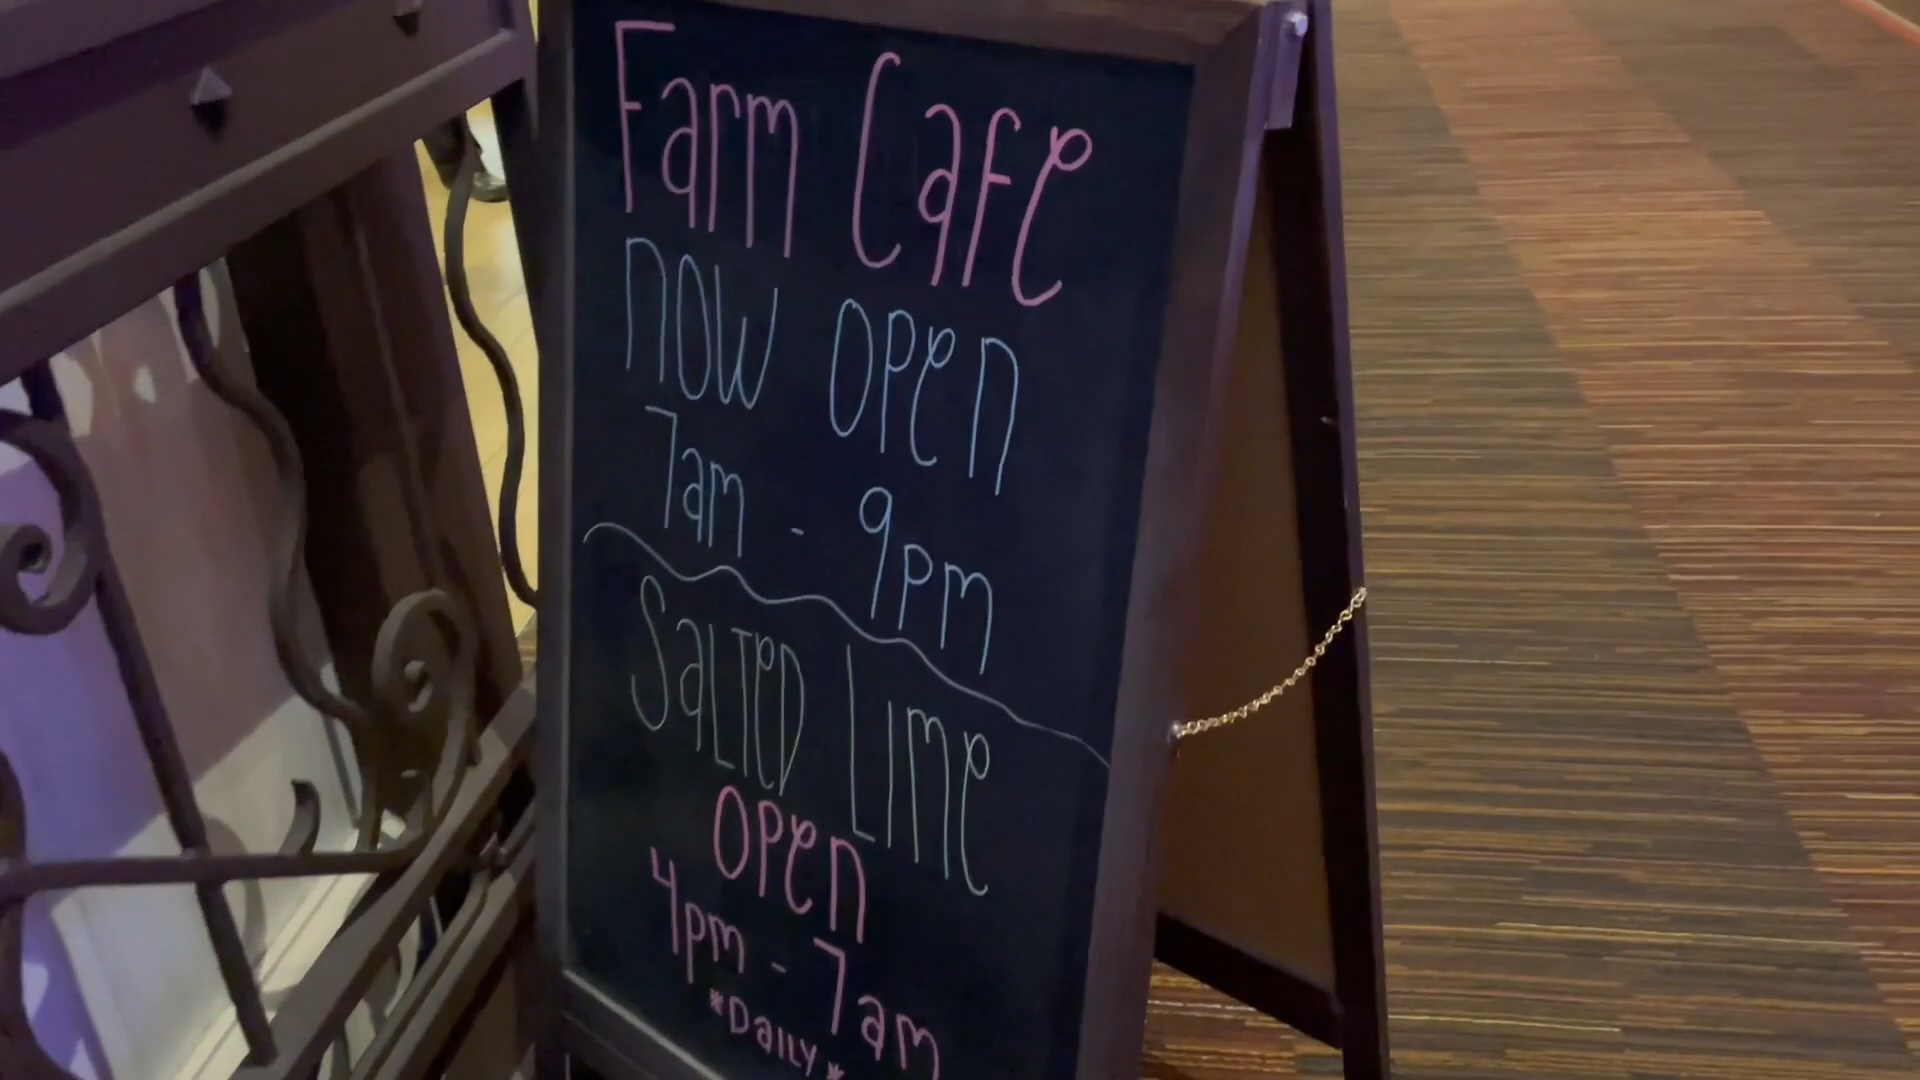 Farm Cafe
now open
7am - 9pm
Salted Lime
open
4pm - 7am
*Daily*